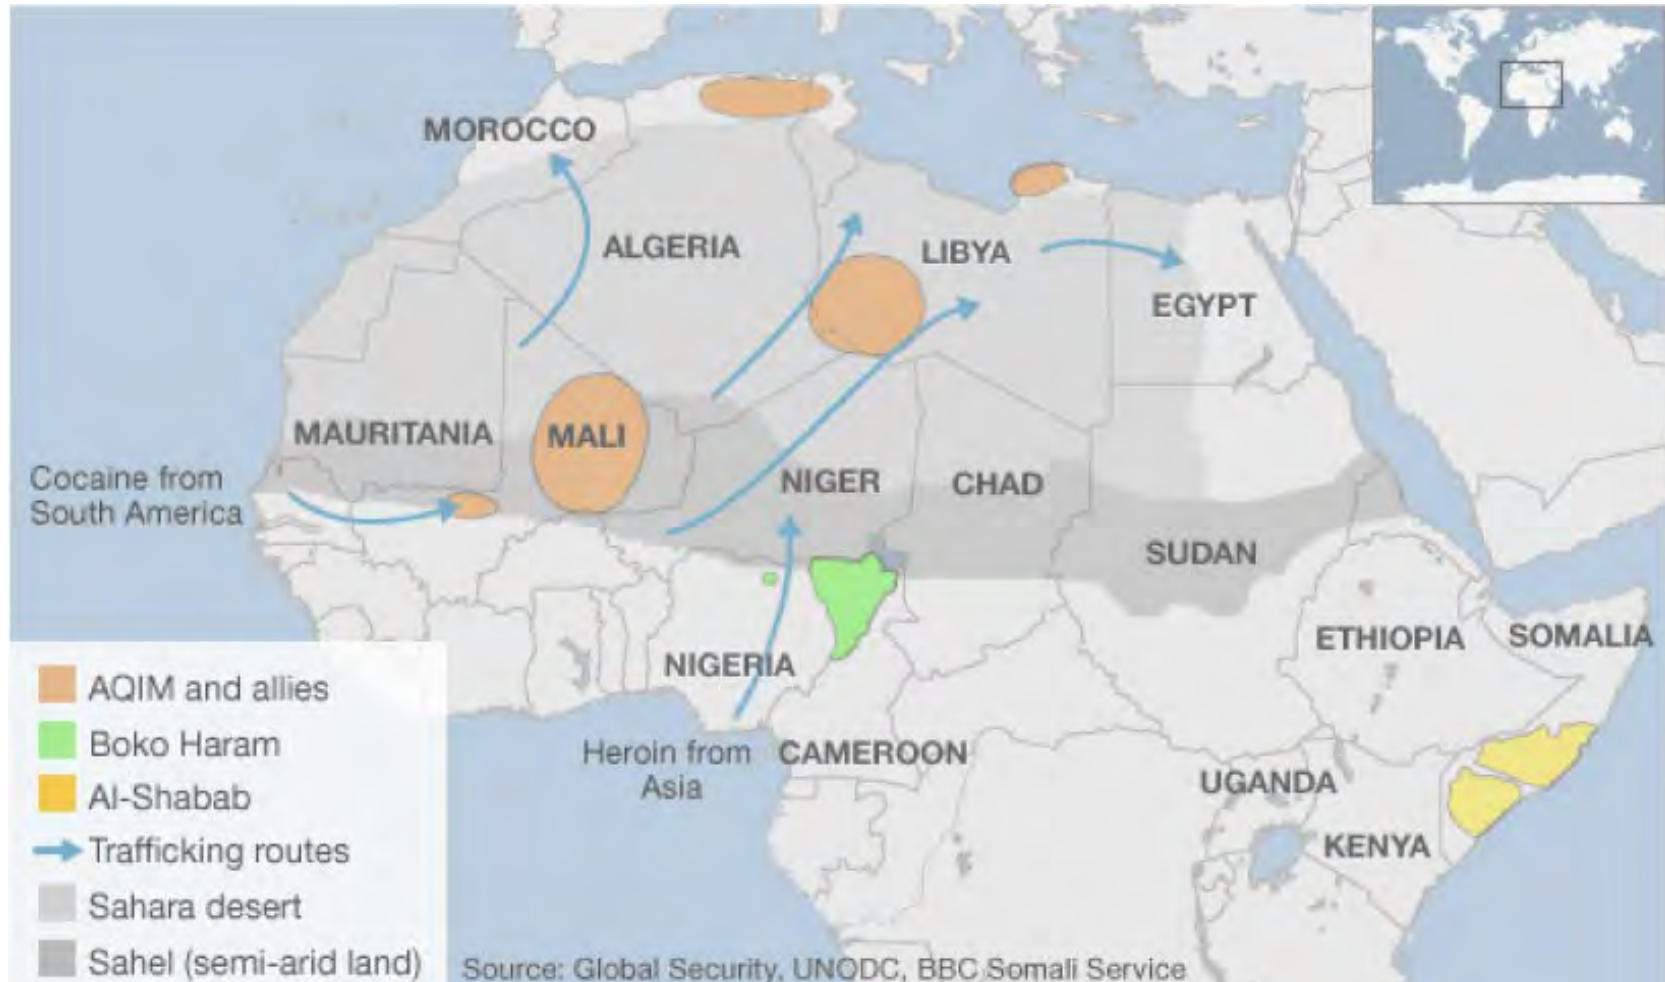 MOROCCO
ALGERIA
LIBYA
EGYPT
MAURITANIA
MALI
NIGER
CHAD
SUDAN
Cocaine from
South America
NIGERIA
ETHIOPIA
SOMALIA
Heroin from
Asia
CAMEROON
UGANDA
KENYA
AQIM and allies
Boko Haram
Al-Shabab
Trafficking routes
Sahara desert
Sahel (semi-arid land)
Source: Global Security, UNODC, BBC Somali Service